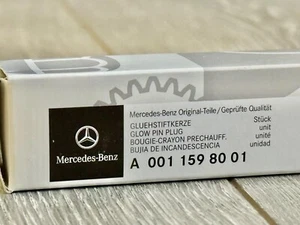 Mercedes-Benz Original-Teile/Geprüfte Qualität
GLUEHSTIFTKERZE Stück
GLOW PIN PLUG unit
BOUGIE-CRAYON PRECHAUFF. unité
BUJIA DE INCANDESCENCIA unidad
A 001 159 80 01
Mercedes-Benz